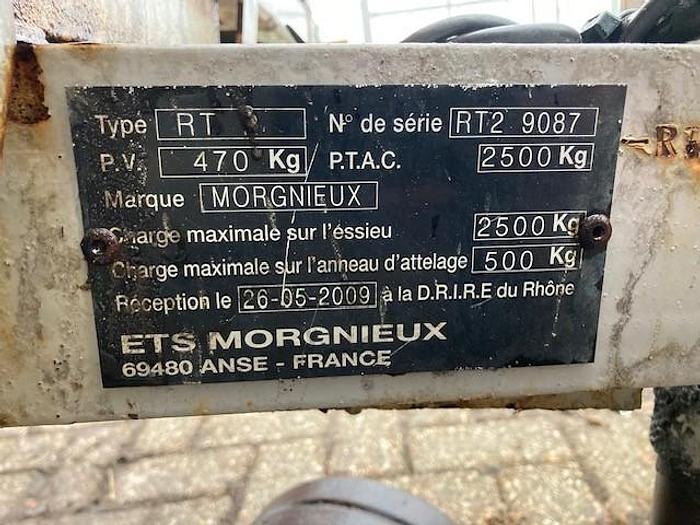 Type RT N° de série RT2 9087
P.V. 470 Kg P.T.A.C. 2500 Kg
Marque MORGNIEUX
Charge maximale sur l'éssieu 2500 Kg
Charge maximale sur l'anneau d'attelage 500 Kg
Réception le 26-05-2009 à la D.R.I.R.E du Rhône
ETS MORGNIEUX
69480 ANSE - FRANCE